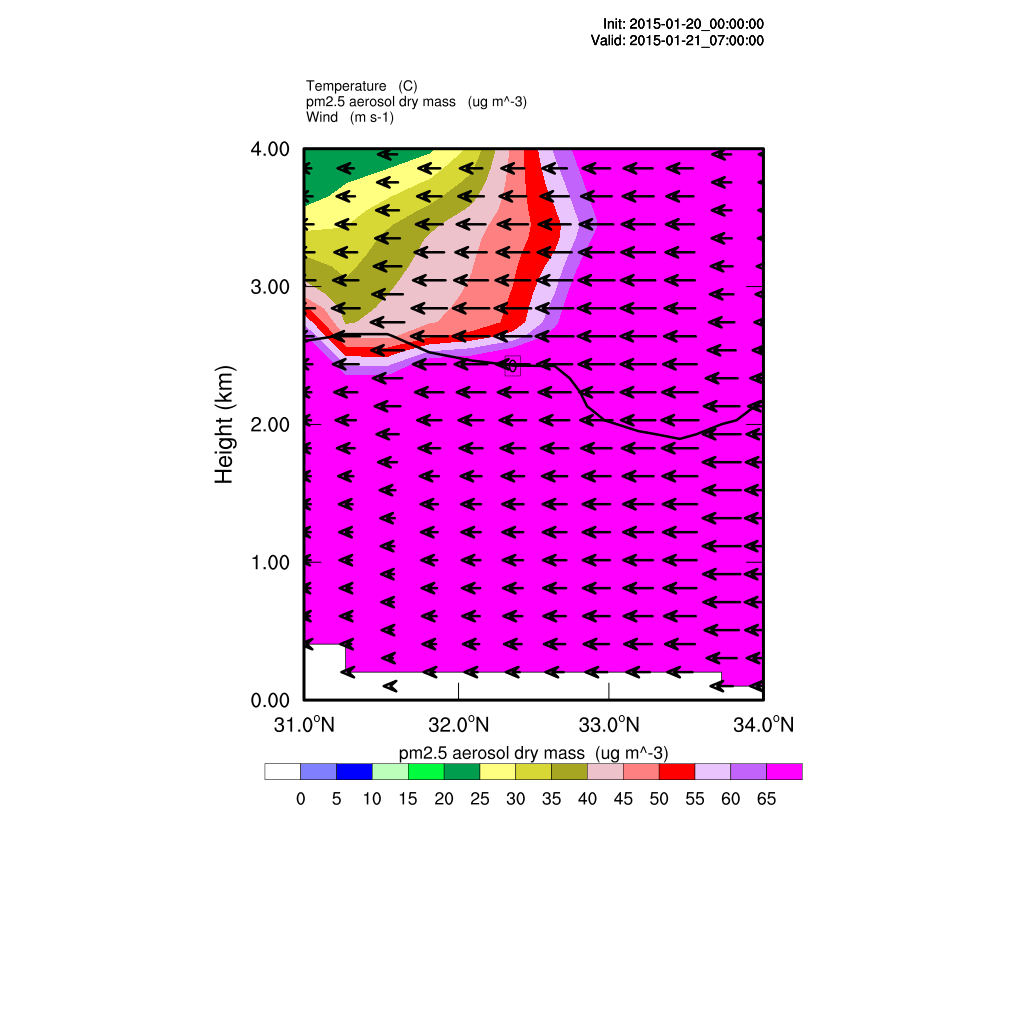 Init: 2015-01-20_00:00:00
Valid: 2015-01-21_07:00:00
Temperature (C)
pm2.5 aerosol dry mass (ug m^-3)
Wind (m s-1)
4.00
3.00
2.00
1.00
0.00
Height (km)
0
31.0°N 32.0°N 33.0°N 34.0°N
pm2.5 aerosol dry mass (ug m^-3)
0 5 10 15 20 25 30 35 40 45 50 55 60 65